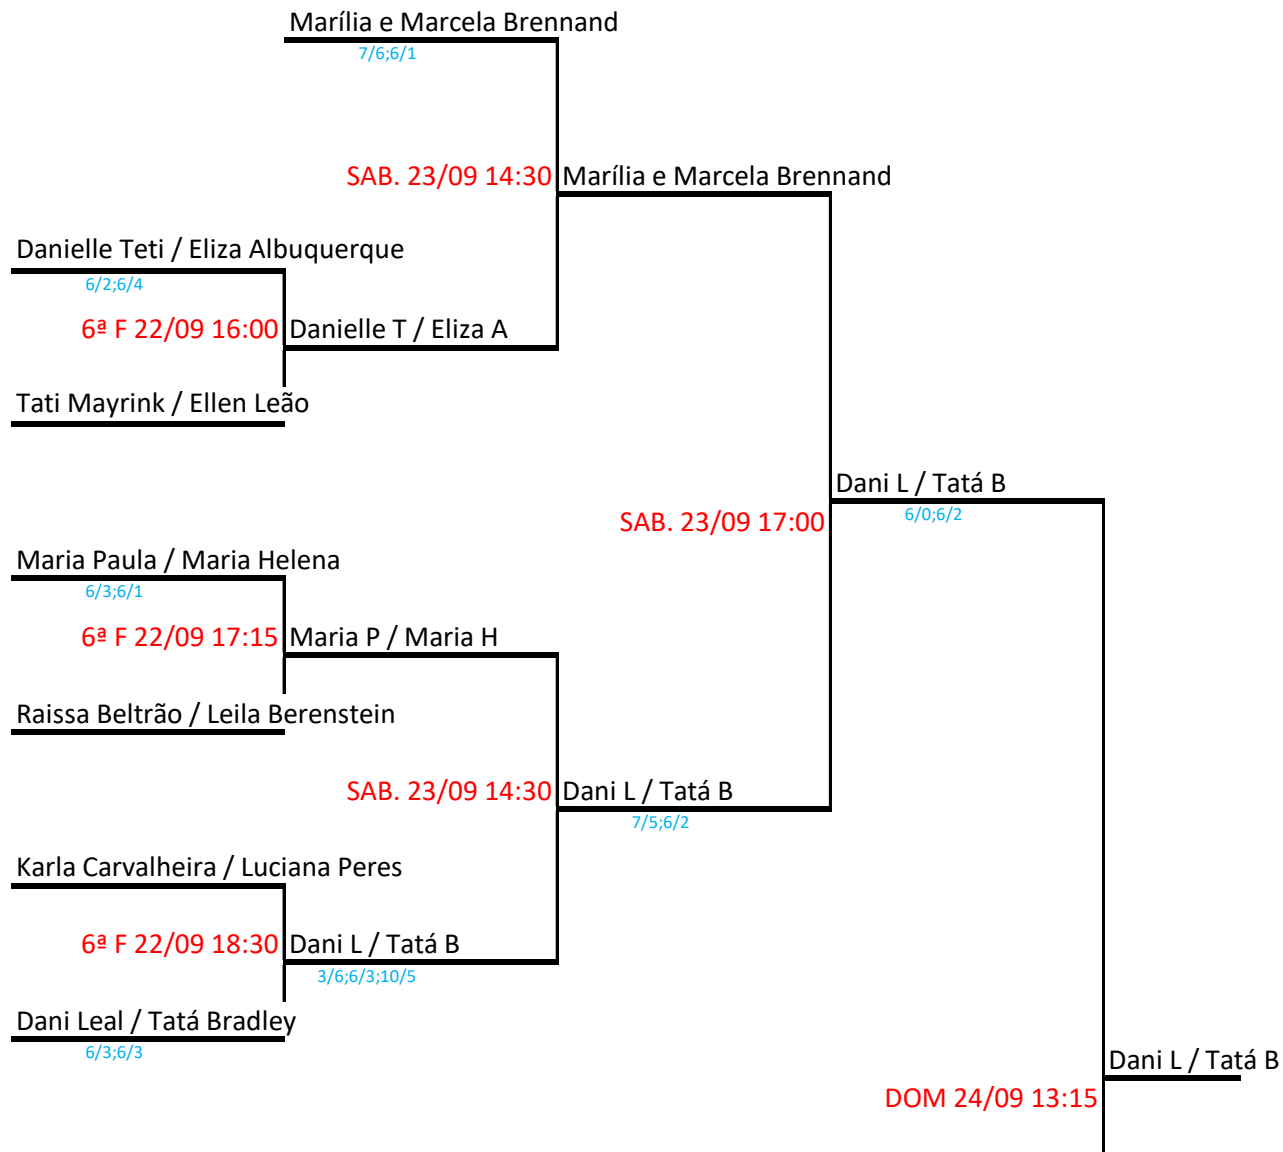 Marília e Marcela Brennand
7/6;6/1
SAB. 23/09 14:30
Marília e Marcela Brennand
Danielle Teti / Eliza Albuquerque
6/2;6/4
6ª F 22/09 16:00
Danielle T / Eliza A
Tati Mayrink / Ellen Leão
Dani L / Tatá B
6/0;6/2
SAB. 23/09 17:00
Maria Paula / Maria Helena
6/3;6/1
6ª F 22/09 17:15
Maria P / Maria H
Raissa Beltrão / Leila Berenstein
SAB. 23/09 14:30
Dani L / Tatá B
7/5;6/2
Karla Carvalheira / Luciana Peres
6ª F 22/09 18:30
Dani L / Tatá B
3/6;6/3;10/5
Dani Leal / Tatá Bradley
6/3;6/3
Dani L / Tatá B
DOM 24/09 13:15